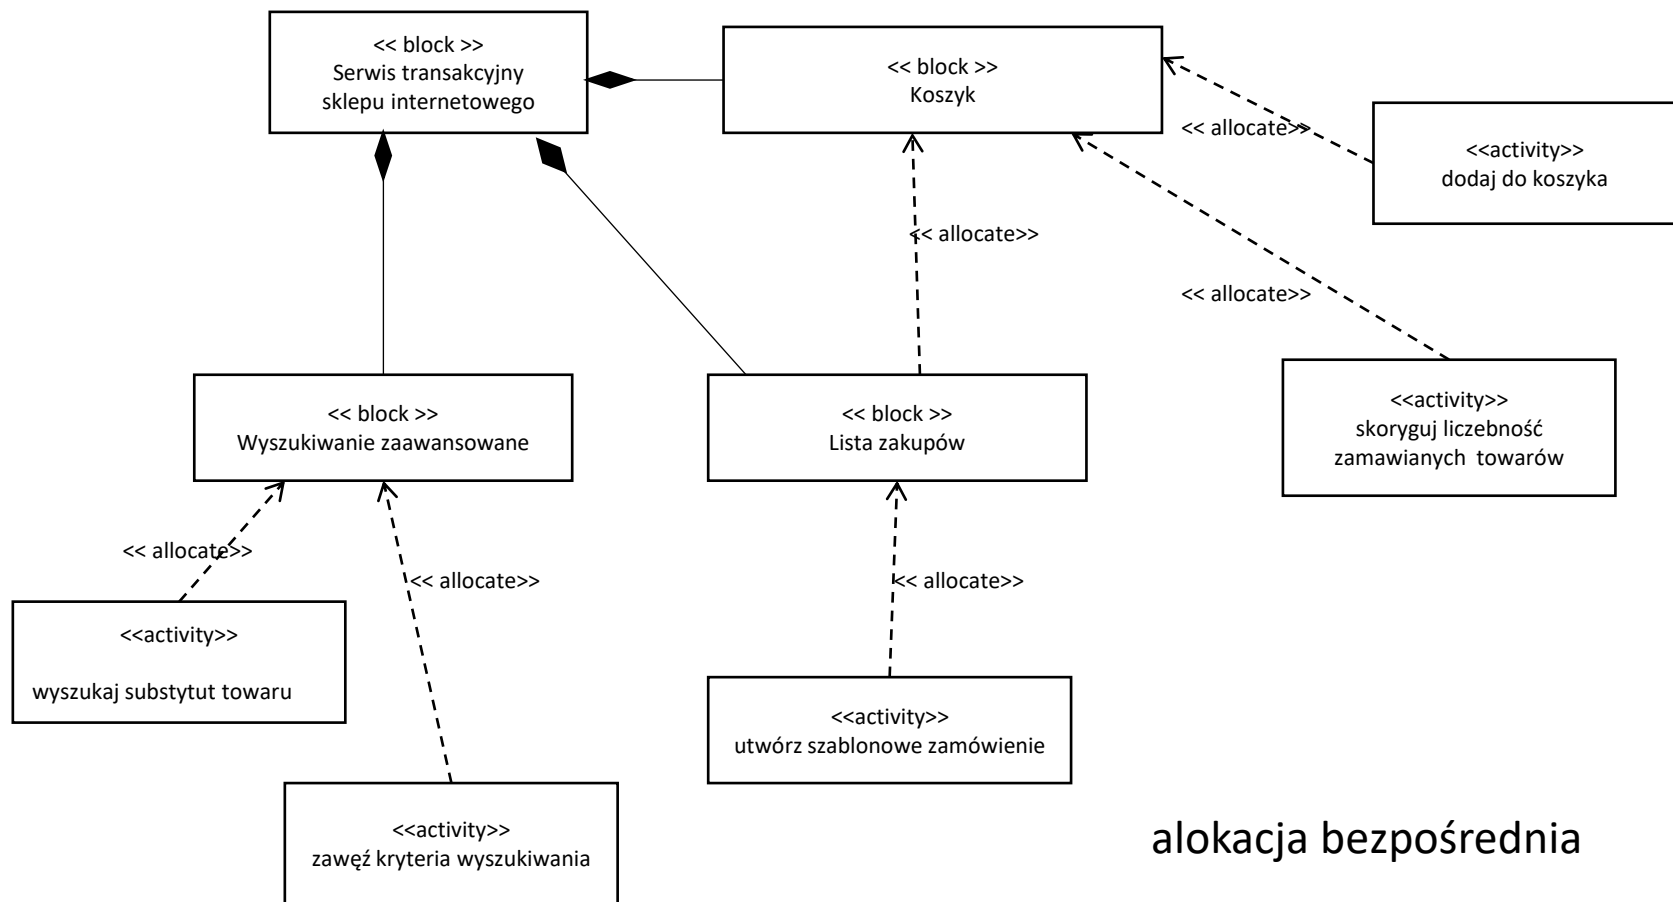 << block >>
Serwis transakcyjny
sklepu internetowego
<< block >>
Koszyk
<< allocate>>
<<activity>>
dodaj do koszyka
<< allocate>>
<< allocate>>
<< block >>
Wyszukiwanie zaawansowane
<< block >>
Lista zakupów
<<activity>>
skoryguj liczebność
zamawianych  towarów
<< allocate>>
<< allocate>>
<< allocate>>
<<activity>>
wyszukaj substytut towaru
<<activity>>
utwórz szablonowe zamówienie
<<activity>>
zawęź kryteria wyszukiwania
alokacja bezpośrednia